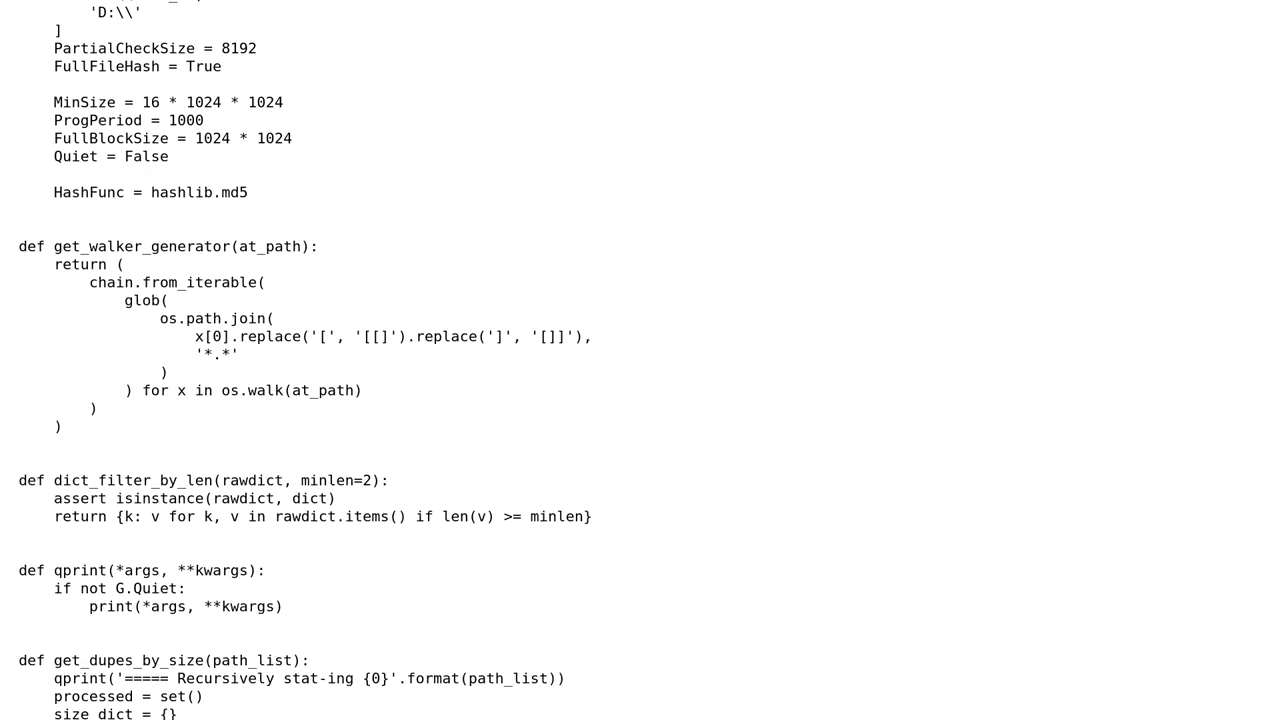 'D:\\'
    ]
    PartialCheckSize = 8192
    FullFileHash = True

    MinSize = 16 * 1024 * 1024
    ProgPeriod = 1000
    FullBlockSize = 1024 * 1024
    Quiet = False

    HashFunc = hashlib.md5


def get_walker_generator(at_path):
    return (
        chain.from_iterable(
            glob(
                os.path.join(
                    x[0].replace('[', '[[]').replace(']', '[]]'),
                    '*.*'
                )
            ) for x in os.walk(at_path)
        )
    )


def dict_filter_by_len(rawdict, minlen=2):
    assert isinstance(rawdict, dict)
    return {k: v for k, v in rawdict.items() if len(v) >= minlen}


def qprint(*args, **kwargs):
    if not G.Quiet:
        print(*args, **kwargs)


def get_dupes_by_size(path_list):
    qprint('===== Recursively stat-ing {0}'.format(path_list))
    processed = set()
    size_dict = {}